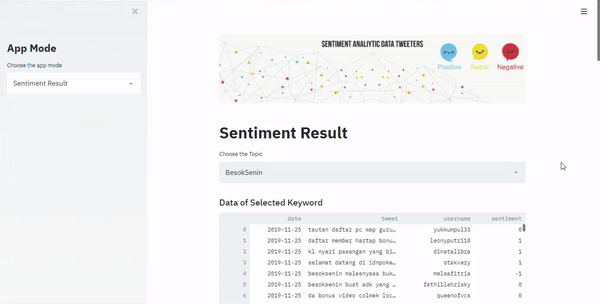 SENTIMENT ANALIYTIC DATA TWEETERS
Positive Netral Negative
App Mode
Choose the app mode
Sentiment Result
Sentiment Result
Choose the Topic
BesokSenin
Data of Selected Keyword
date tweet username sentiment
0 2019-11-25 tautan daftar pc wap guru… yukkumpul33 0
1 2019-11-25 daftar member hartap bonu… leonyputri18 1
2 2019-11-25 kl nyari pasangan yang bi… dinatalibra 1
3 2019-11-25 selamat datang di idnpoke… stakvery 1
4 2019-11-25 besoksenin malesnyaaa buk… melsafitria -1
5 2019-11-25 besoksenin buat adk yang … fathillahrizky 0
6 2019-11-25 da bonus video colmek loc… queenofvcs 0